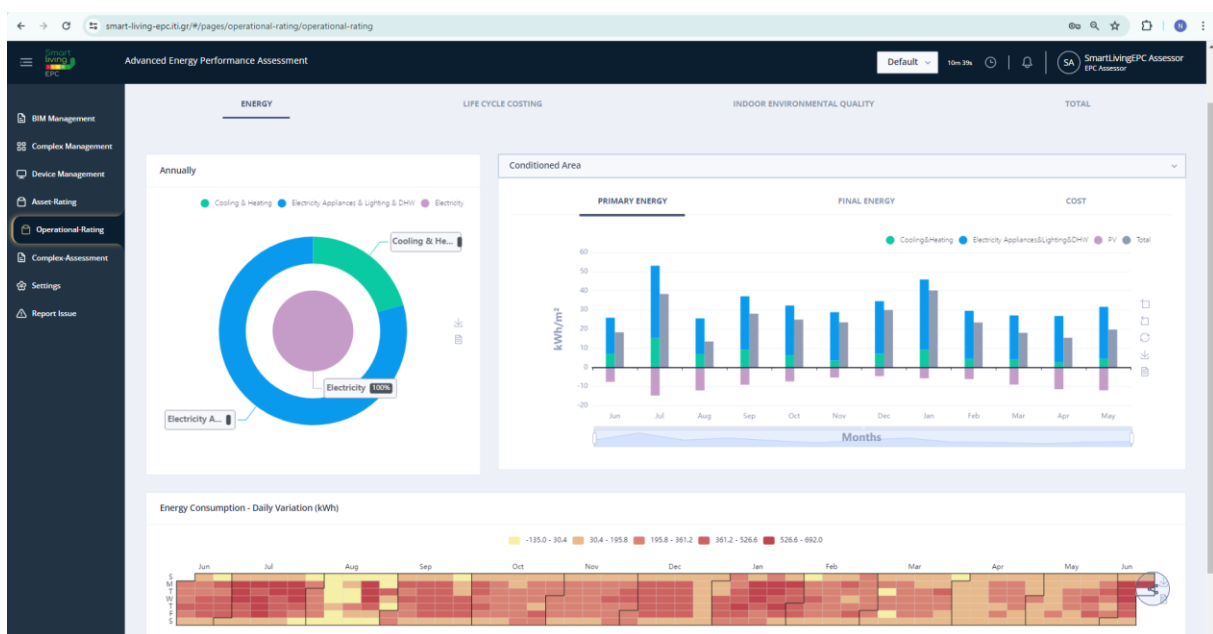 smart-living-epc.iti.gr/#/pages/operational-rating/operational-rating
N
Smart
living
EPC
Advanced Energy Performance Assessment
Default
10m 39s
SA
SmartLivingEPC Assessor
EPC Assessor
BIM Management
Complex Management
Device Management
Asset-Rating
Operational-Rating
Complex-Assessment
Settings
Report Issue
ENERGY
LIFE CYCLE COSTING
INDOOR ENVIRONMENTAL QUALITY
TOTAL
Annually
Cooling & Heating Electricity Appliances & Lighting & DHW Electricity
Cooling & He...
Electricity 100%
Electricity A...
Conditioned Area
PRIMARY ENERGY
FINAL ENERGY
COST
Cooling&Heating Electricity Appliances&Lighting&DHW PV Total
kWh/m²
60
50
40
30
20
10
0
-10
-20
Jun Jul Aug Sep Oct Nov Dec Jan Feb Mar Apr May
Months
Energy Consumption - Daily Variation (kWh)
-135.0 - 30.4 30.4 - 195.8 195.8 - 361.2 361.2 - 526.6 526.6 - 692.0
Jun Jul Aug Sep Oct Nov Dec Jan Feb Mar Apr May Jun
S
M
T
W
T
F
S